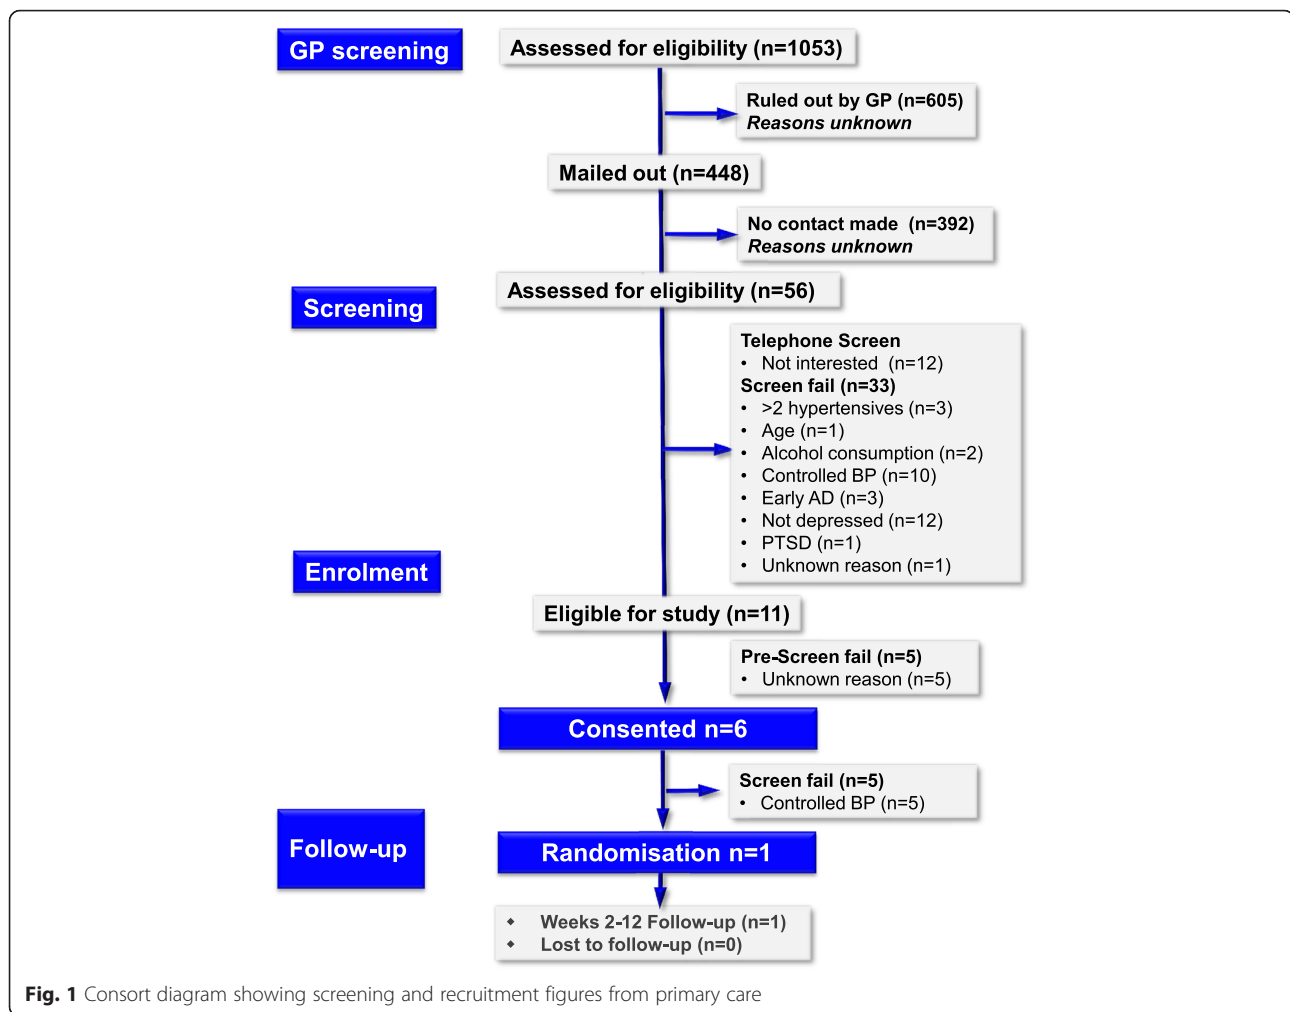 GP screening
Assessed for eligibility (n=1053)
Ruled out by GP (n=605)
Reasons unknown
Mailed out (n=448)
No contact made (n=392)
Reasons unknown
Screening
Assessed for eligibility (n=56)
Telephone Screen
• Not interested (n=12)
Screen fail (n=33)
• >2 hypertensives (n=3)
• Age (n=1)
• Alcohol consumption (n=2)
• Controlled BP (n=10)
• Early AD (n=3)
• Not depressed (n=12)
• PTSD (n=1)
• Unknown reason (n=1)
Enrolment
Eligible for study (n=11)
Pre-Screen fail (n=5)
• Unknown reason (n=5)
Consented n=6
Screen fail (n=5)
• Controlled BP (n=5)
Follow-up
Randomisation n=1
◆ Weeks 2-12 Follow-up (n=1)
◆ Lost to follow-up (n=0)
Fig. 1 Consort diagram showing screening and recruitment figures from primary care